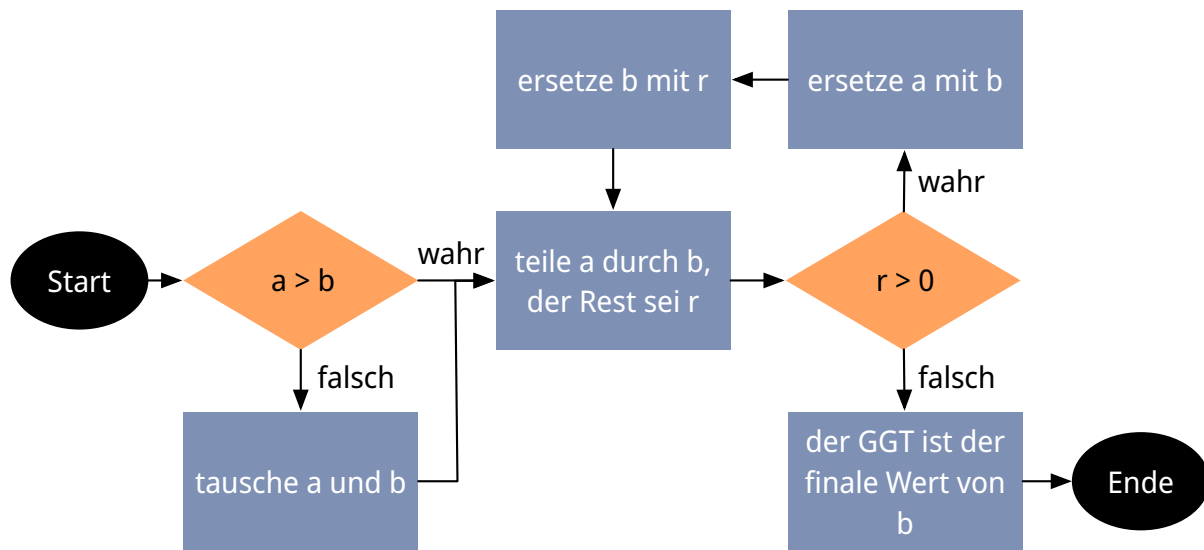 Start
a > b
wahr
falsch
tausche a und b
teile a durch b,
der Rest sei r
r > 0
wahr
ersetze a mit b
ersetze b mit r
falsch
der GGT ist der
finale Wert von
b
Ende